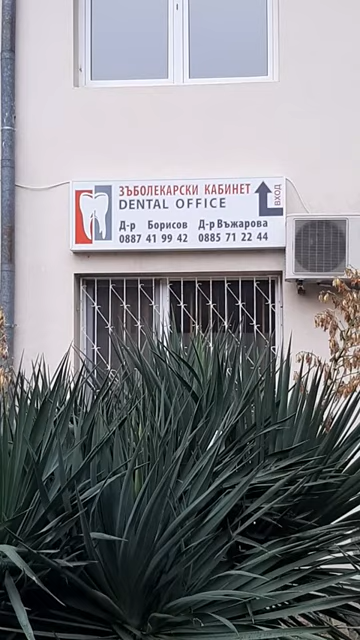 ЗЪБОЛЕКАРСКИ КАБИНЕТ
DENTAL OFFICE
ВХОД
Д-р Борисов Д-р Въжарова
0887 41 99 42 0885 71 22 44